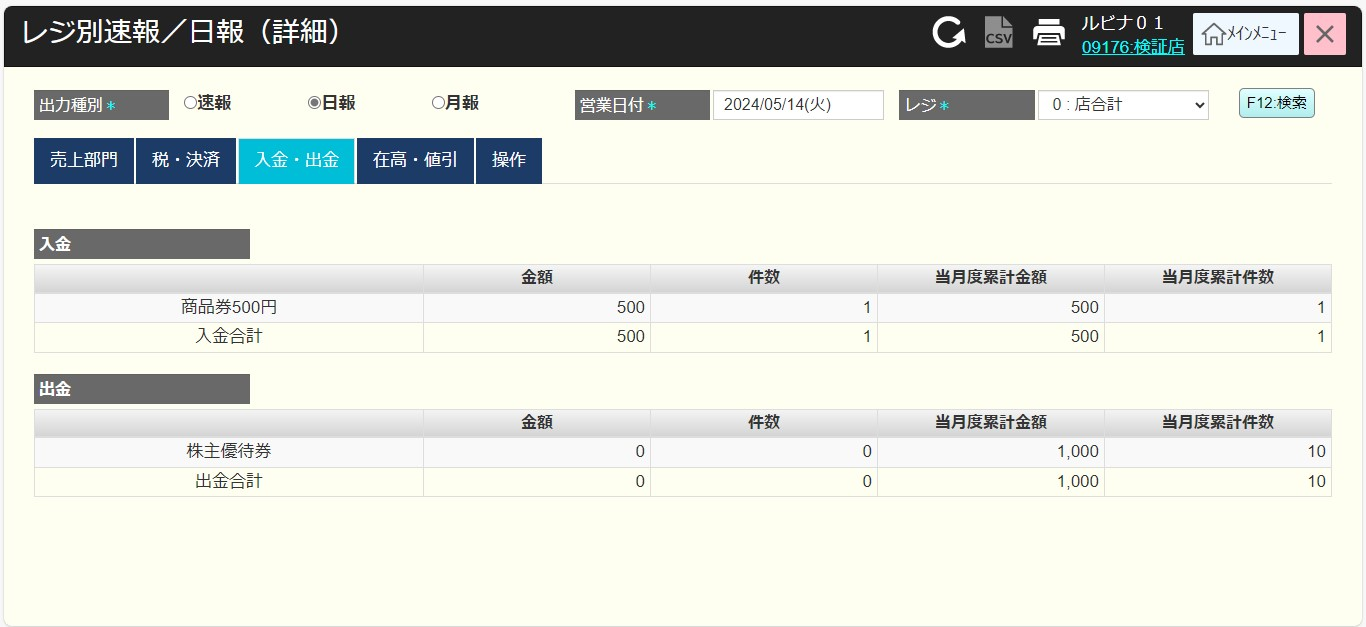 レジ別速報／日報（詳細）
CSV
ルビナ０１
09176:検証店
ﾒｲﾝﾒﾆｭｰ
出力種別＊ 速報 日報 月報 営業日付＊ 2024/05/14(火) レジ＊ 0 : 店合計 F12:検索
売上部門 税・決済 入金・出金 在高・値引 操作
入金
金額 件数 当月度累計金額 当月度累計件数
商品券500円 500 1 500 1
入金合計 500 1 500 1
出金
金額 件数 当月度累計金額 当月度累計件数
株主優待券 0 0 1,000 10
出金合計 0 0 1,000 10